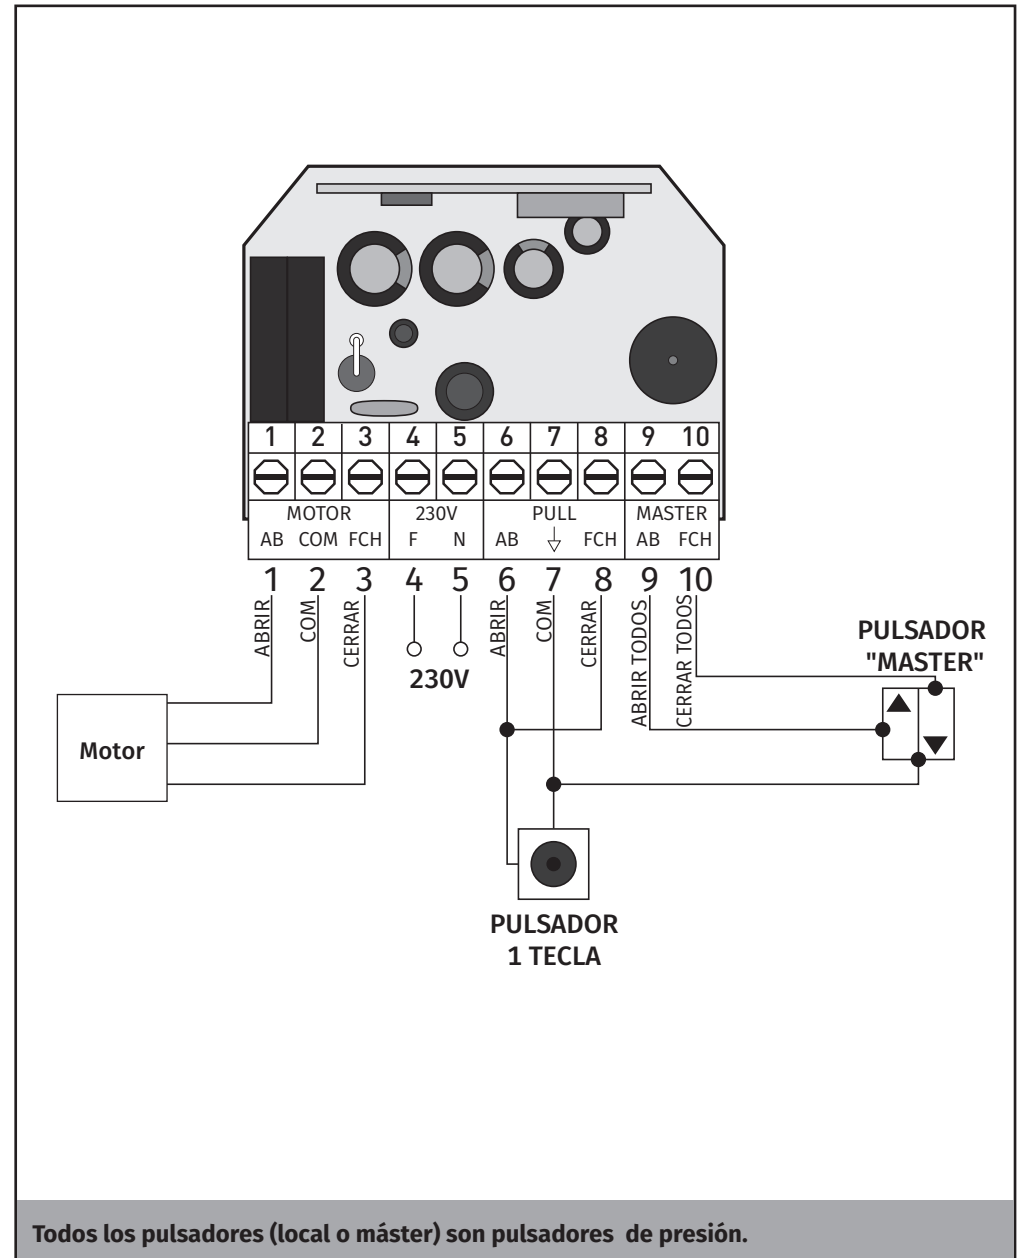 1 2 3 4 5 6 7 8 9 10
MOTOR 230V PULL MASTER
AB COM FCH F N AB FCH AB FCH
1 2 3 4 5 6 7 8 9 10
ABRIR
COM
CERRAR
230V
ABRIR
COM
CERRAR
ABRIR TODOS
CERRAR TODOS
PULSADOR
"MASTER"
Motor
PULSADOR
1 TECLA
Todos los pulsadores (local o máster) son pulsadores de presión.